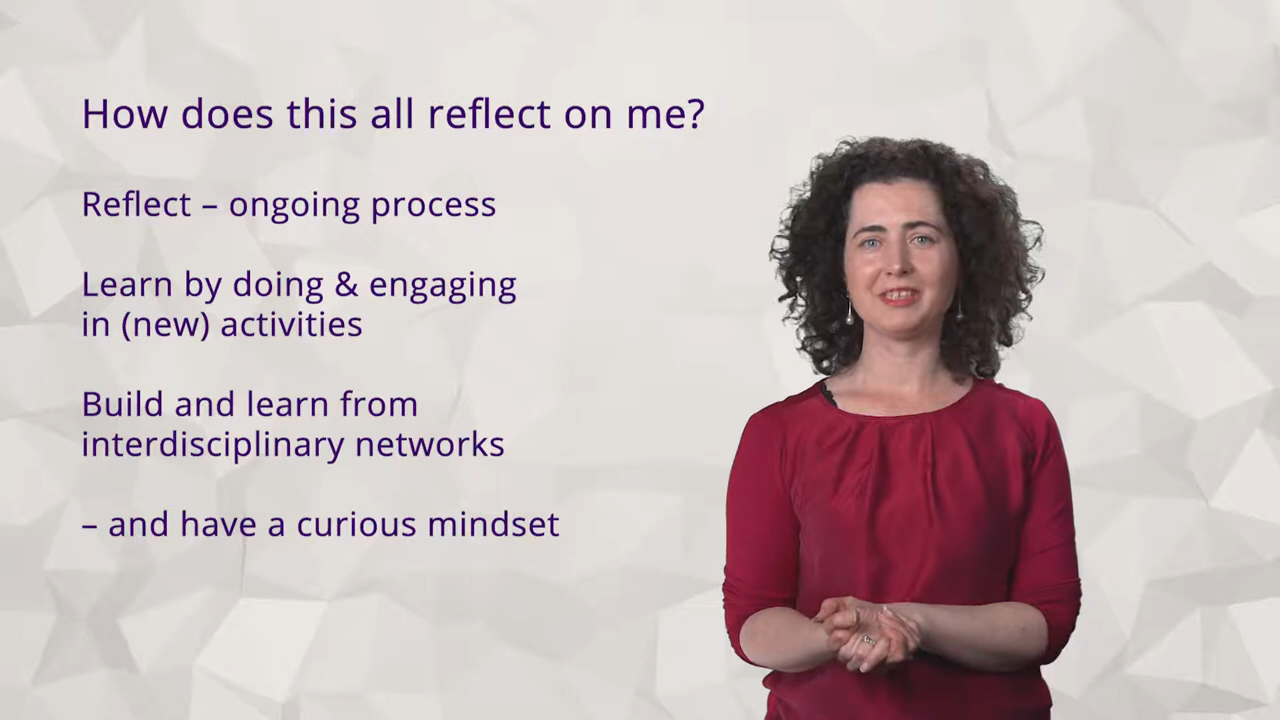 How does this all reflect on me?
Reflect – ongoing process
Learn by doing & engaging
in (new) activities
Build and learn from
interdisciplinary networks
– and have a curious mindset